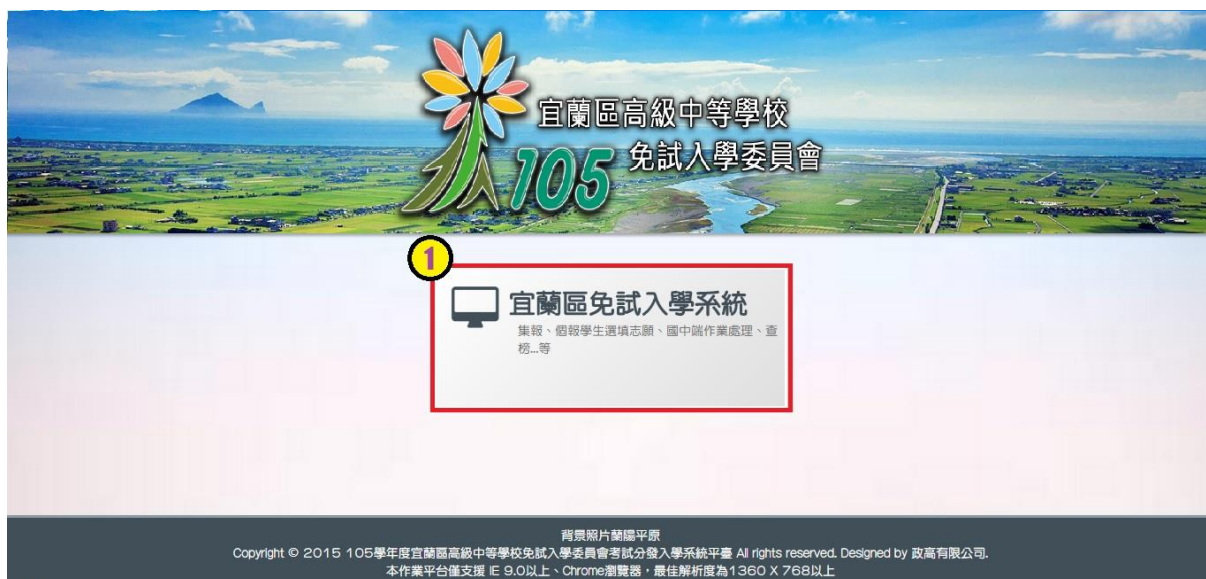 宜蘭區高級中等學校
105 免試入學委員會
1
宜蘭區免試入學系統
集報、個報學生選填志願、國中端作業處理、查
榜...等
背景照片蘭陽平原
Copyright © 2015 105學年度宜蘭區高級中等學校免試入學委員會考試分發入學系統平臺 All rights reserved. Designed by 政高有限公司.
本作業平台僅支援 IE 9.0以上、Chrome瀏覽器，最佳解析度為1360 X 768以上